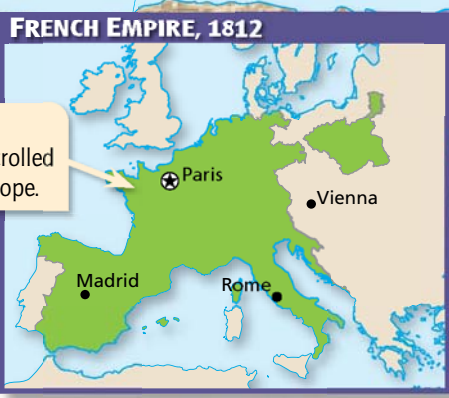 FRENCH EMPIRE, 1812
rolled
ope.
Paris
Vienna
Madrid
Rome